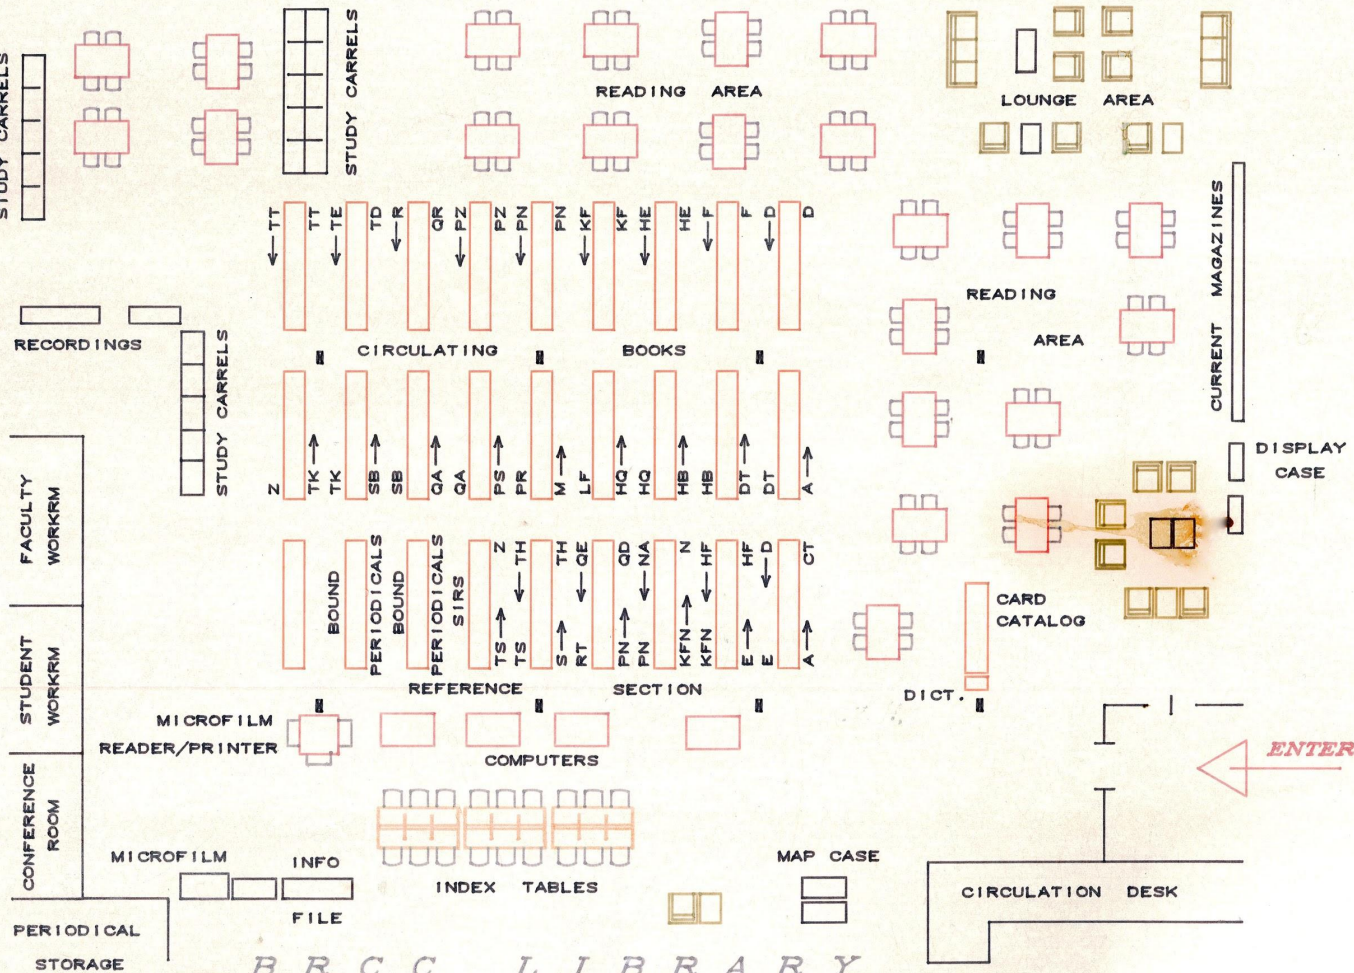 STUDY CARRELS
STUDY CARRELS
READING AREA
LOUNGE AREA
TT TT TE TD R QR PZ PZ PN PN KF KF HE HE F F D D
CURRENT MAGAZINES
READING
AREA
RECORDINGS
STUDY CARRELS
CIRCULATING BOOKS
Z TK TK SB SB QA QA PS PR M LF HQ HQ HB HB DT DT A
DISPLAY
CASE
FACULTY
WORKRM
BOUND
PERIODICALS
BOUND
PERIODICALS
SIRS
Z TH TH QE QD NA N HF HF D CT
TS TS S RT PN PN KFN KFN E E A
CARD
CATALOG
STUDENT
WORKRM
REFERENCE SECTION
DICT.
MICROFILM
READER/PRINTER
COMPUTERS
ENTER
CONFERENCE
ROOM
MICROFILM
INFO
FILE
INDEX TABLES
MAP CASE
CIRCULATION DESK
PERIODICAL
STORAGE
BRCC LIBRARY